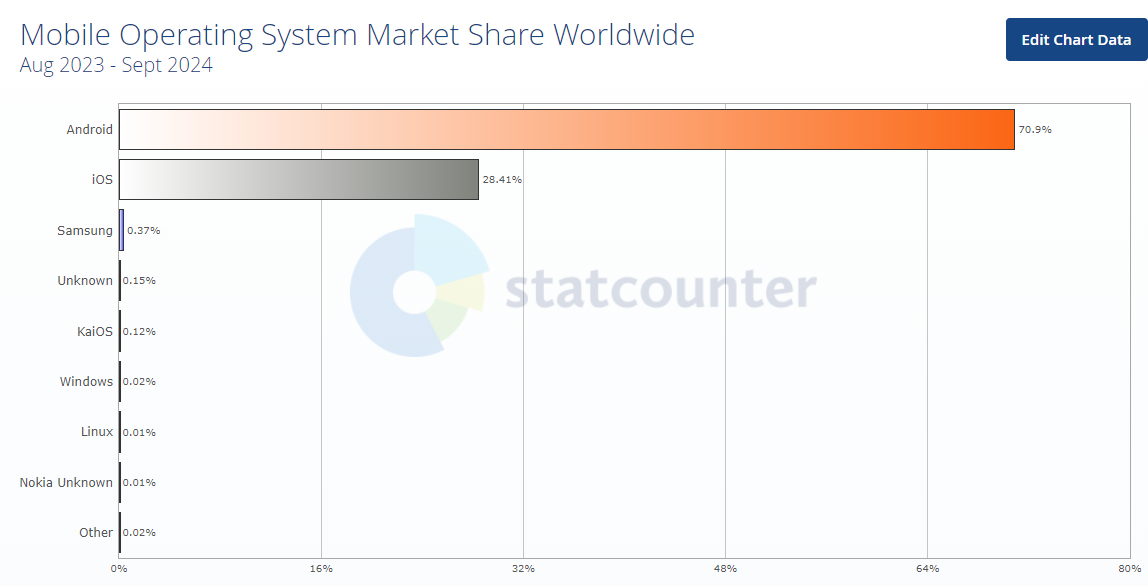 Mobile Operating System Market Share Worldwide
Aug 2023 - Sept 2024
Edit Chart Data
Android 70.9%
iOS 28.41%
Samsung 0.37%
Unknown 0.15%
KaiOS 0.12%
Windows 0.02%
Linux 0.01%
Nokia Unknown 0.01%
Other 0.02%
0% 16% 32% 48% 64% 80%
statcounter